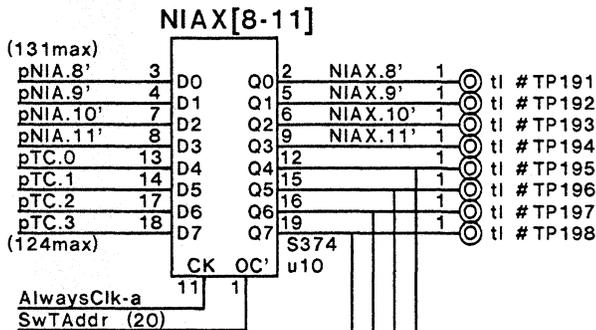 NIAX[8-11]
(131max)
pNIA.8' 3 D0 Q0 2 NIAX.8' 1 tl #TP191
pNIA.9' 4 D1 Q1 5 NIAX.9' 1 tl #TP192
pNIA.10' 7 D2 Q2 6 NIAX.10' 1 tl #TP193
pNIA.11' 8 D3 Q3 9 NIAX.11' 1 tl #TP194
pTC.0 13 D4 Q4 12 1 tl #TP195
pTC.1 14 D5 Q5 15 1 tl #TP196
pTC.2 17 D6 Q6 16 1 tl #TP197
pTC.3 18 D7 Q7 19 1 tl #TP198
(124max) S374
CK OC' u10
11 1
AlwaysClk-a
SwTAddr (20)